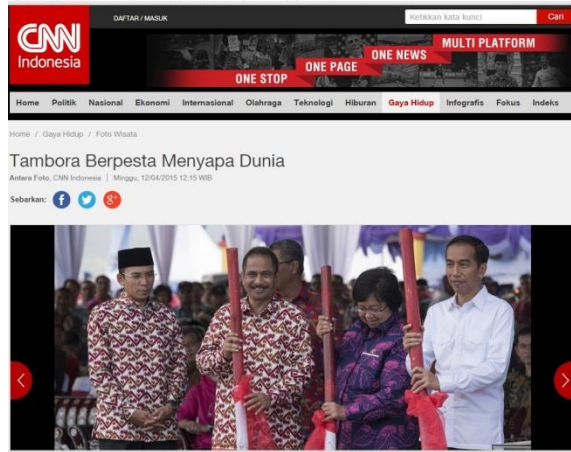 CNN
Indonesia
DAFTAR / MASUK
Ketikkan kata kunci
Cari
ONE STOP
ONE PAGE
ONE NEWS
MULTI PLATFORM
Home Politik Nasional Ekonomi Internasional Olahraga Teknologi Hiburan Gaya Hidup Infografis Fokus Indeks
Home / Gaya Hidup / Foto Wisata
Tambora Berpesta Menyapa Dunia
Antara Foto, CNN Indonesia | Minggu, 12/04/2015 12:15 WIB
Sebarkan: